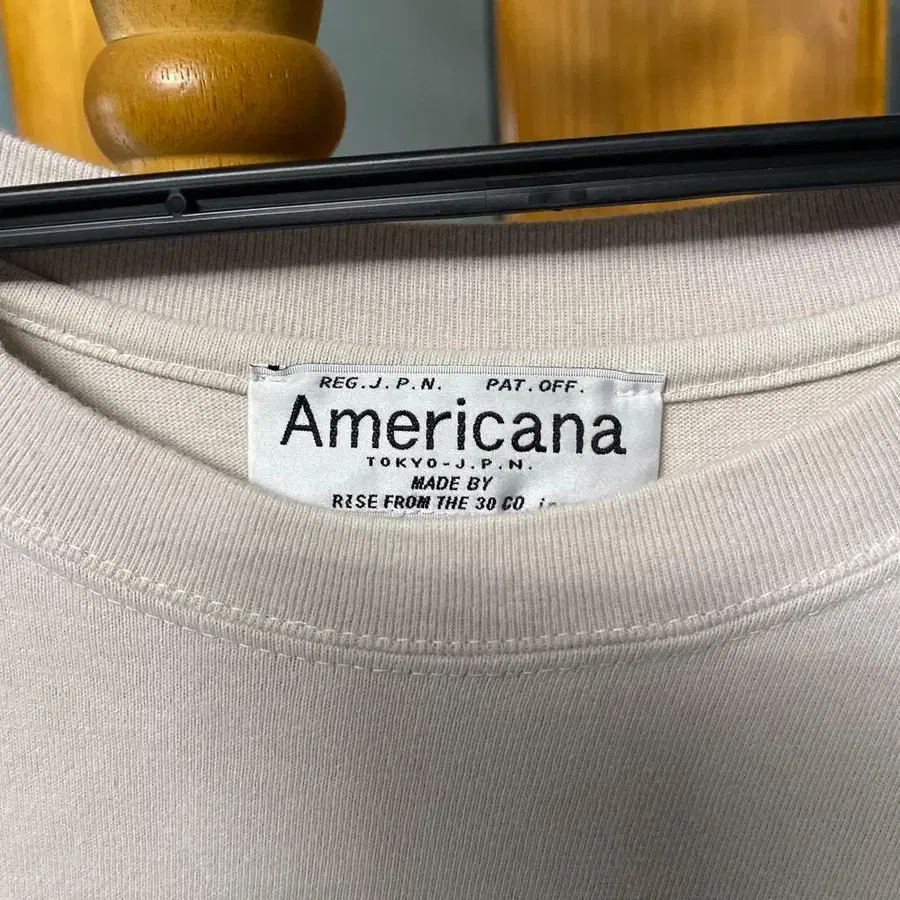 REG.J.P.N. PAT.OFF.
Americana
TOKYO-J.P.N.
MADE BY
RISE FROM THE 30 CO